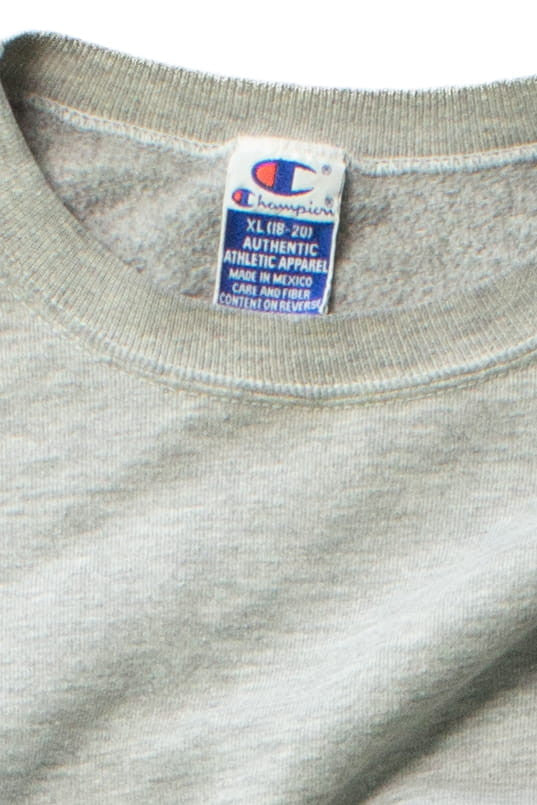 C®
Champion®
XL (18-20)
AUTHENTIC
ATHLETIC APPAREL
MADE IN MEXICO
CARE AND FIBER
CONTENT ON REVERSE